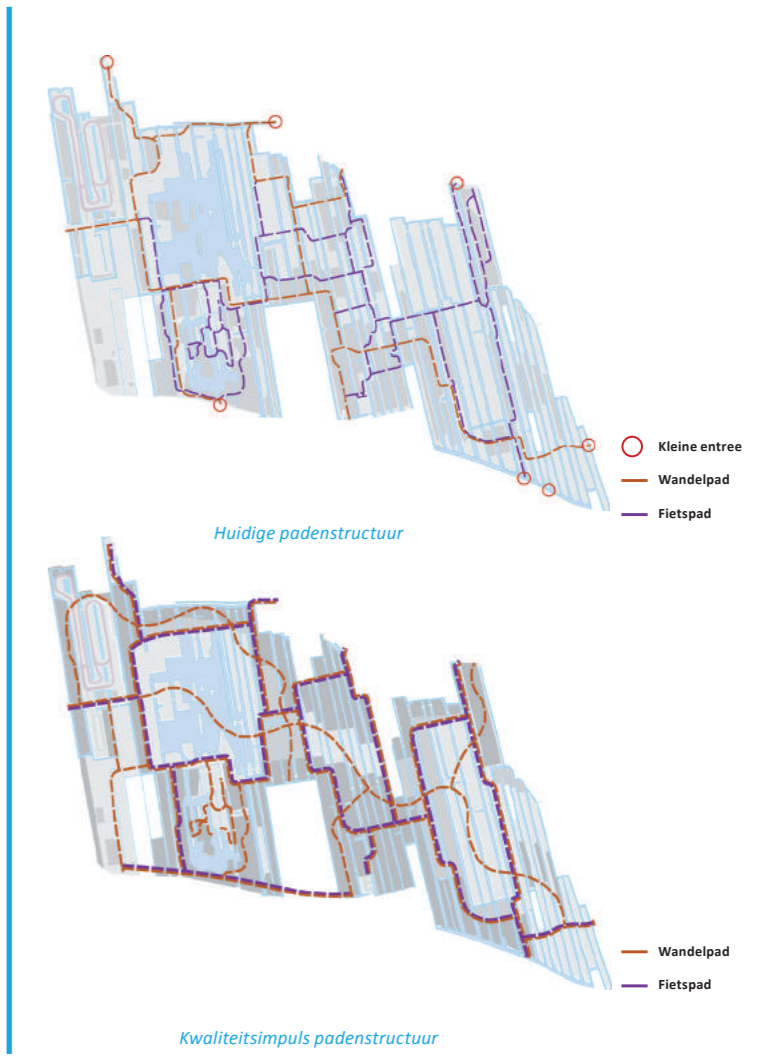 Kleine entree
Wandelpad
Fietspad
Huidige padenstructuur
Wandelpad
Fietspad
Kwaliteitsimpuls padenstructuur